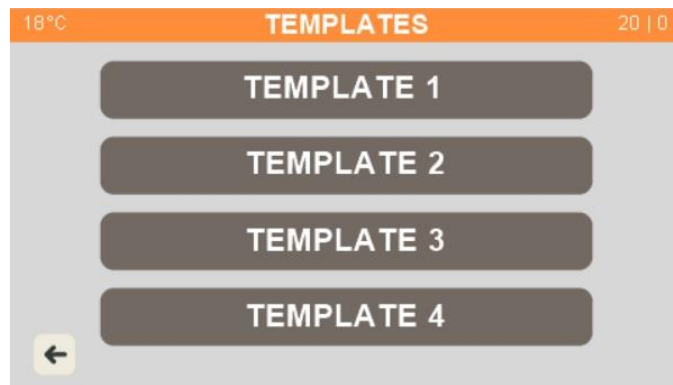 18°C TEMPLATES 20 | 0
TEMPLATE 1
TEMPLATE 2
TEMPLATE 3
TEMPLATE 4